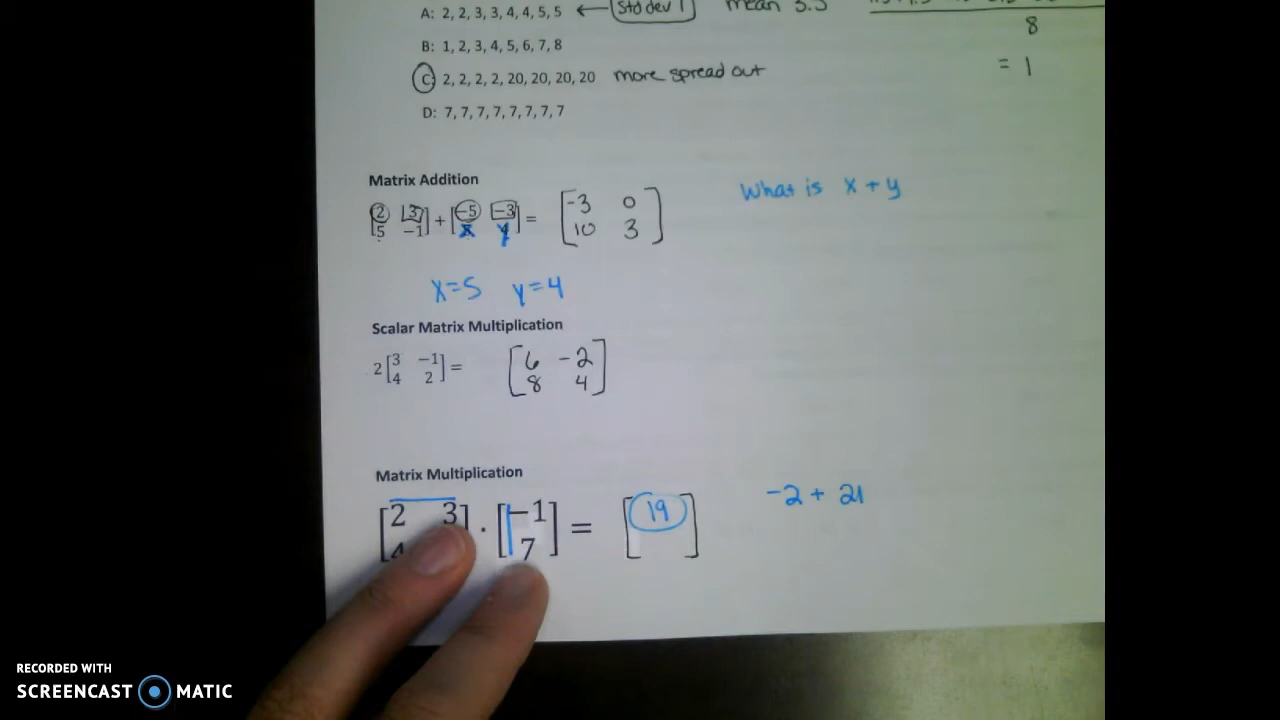 A: 2, 2, 3, 3, 4, 4, 5, 5 ← Std dev 1 mean 3.5
8
B: 1, 2, 3, 4, 5, 6, 7, 8
C: 2, 2, 2, 2, 20, 20, 20, 20 more spread out = 1
D: 7, 7, 7, 7, 7, 7, 7, 7
Matrix Addition
What is x + y
[2 3] + [-5 -3] = [-3 0]
[5 -1] [x y] [10 3]
x=5 y=4
Scalar Matrix Multiplication
2 [3 -1] = [6 -2]
[4 2] [8 4]
Matrix Multiplication
[2 3] · [-1] = [19] -2 + 21
[4 7]
RECORDED WITH
SCREENCAST MATIC